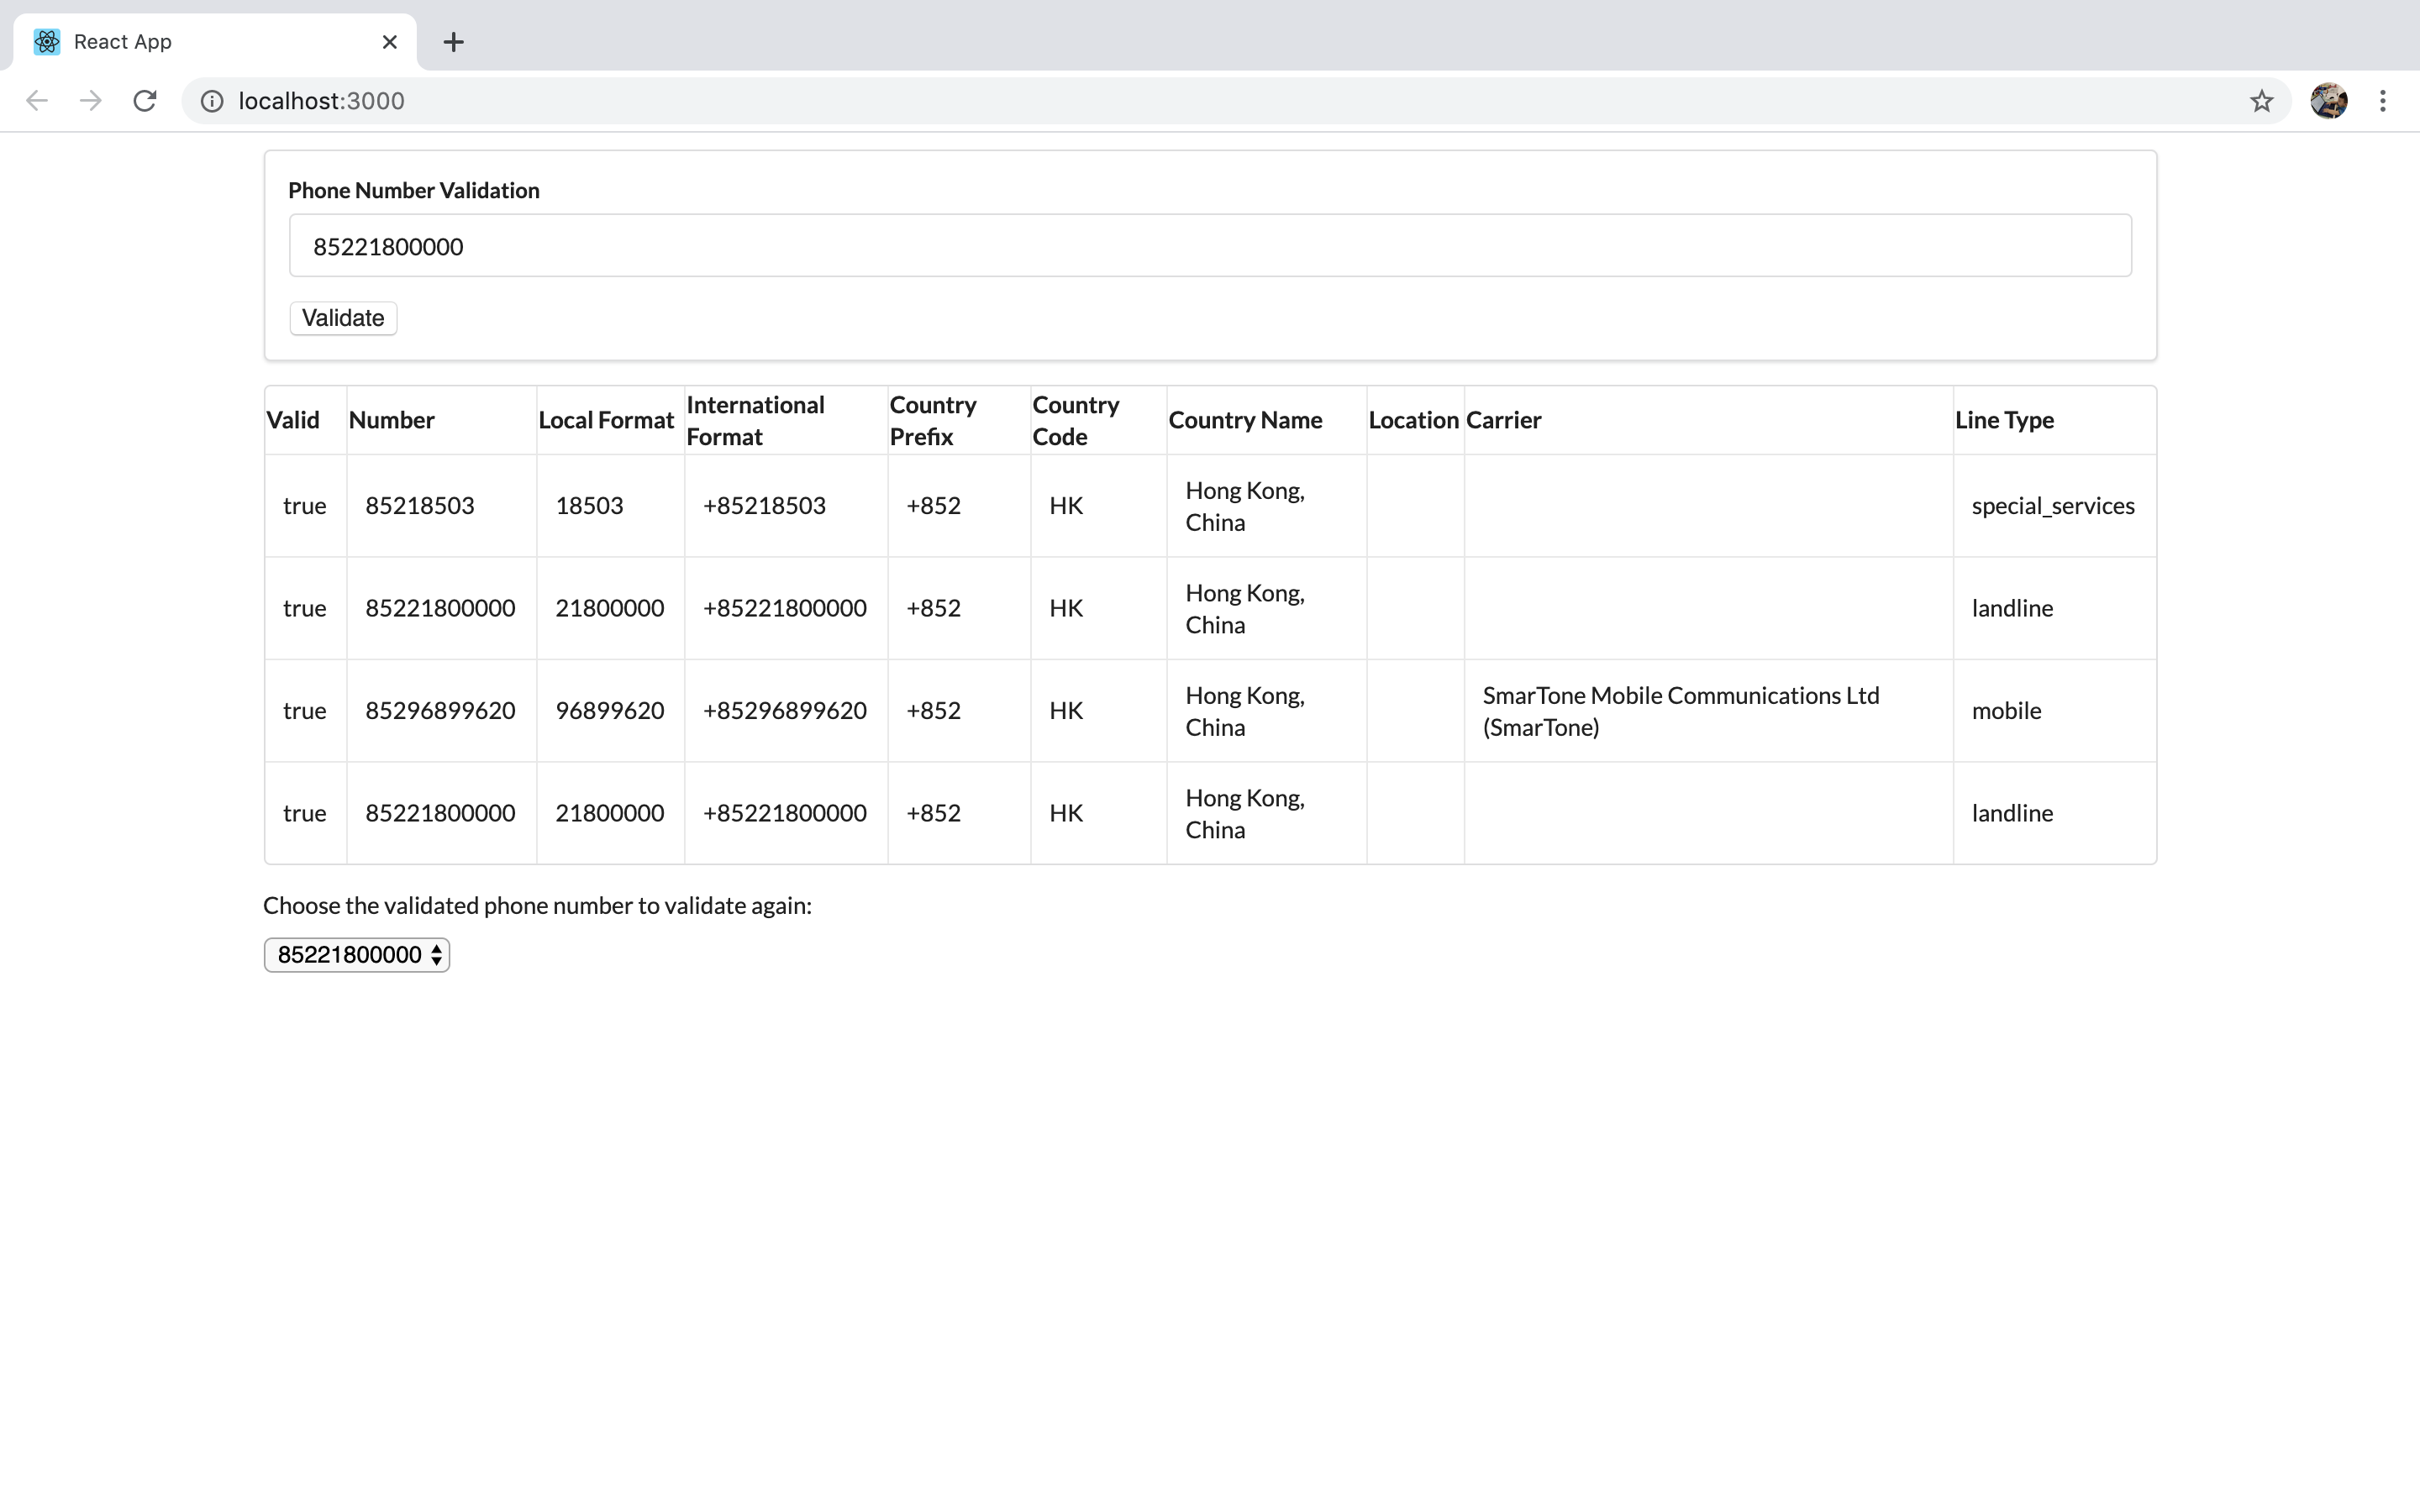 React App
localhost:3000
Phone Number Validation
85221800000
Validate
Valid Number Local Format International Format Country Prefix Country Code Country Name Location Carrier Line Type
true 85218503 18503 +85218503 +852 HK Hong Kong, China special_services
true 85221800000 21800000 +85221800000 +852 HK Hong Kong, China landline
true 85296899620 96899620 +85296899620 +852 HK Hong Kong, China SmarTone Mobile Communications Ltd (SmarTone) mobile
true 85221800000 21800000 +85221800000 +852 HK Hong Kong, China landline
Choose the validated phone number to validate again:
85221800000